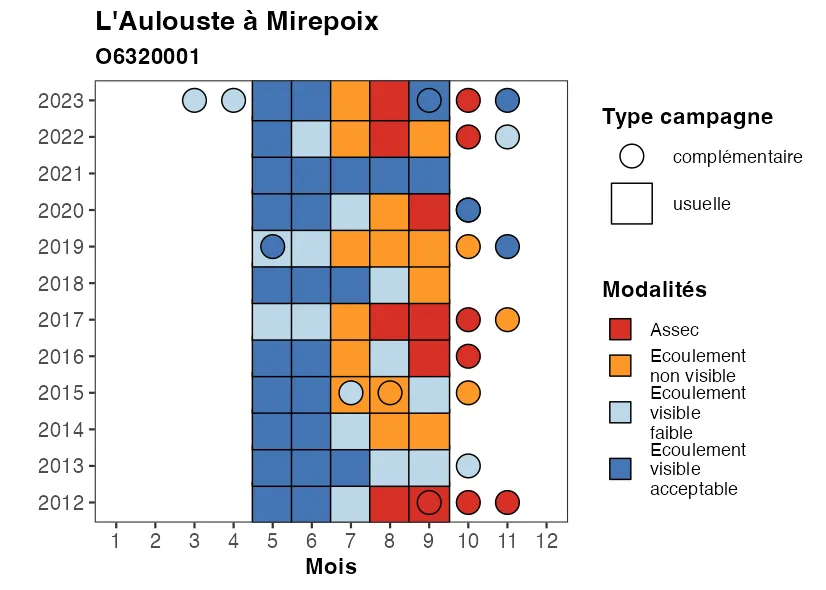 L'Aulouste à Mirepoix
O6320001
2023
2022
2021
2020
2019
2018
2017
2016
2015
2014
2013
2012
1 2 3 4 5 6 7 8 9 10 11 12
Mois
Type campagne
complémentaire
usuelle
Modalités
Assec
Ecoulement
non visible
Ecoulement
visible
faible
Ecoulement
visible
acceptable